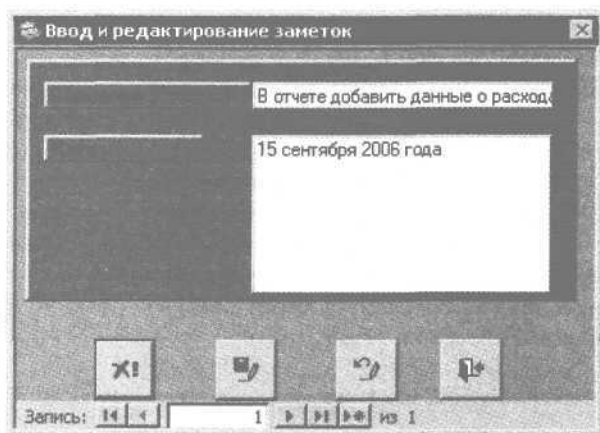 Ввод и редактирование заметок
В отчете добавить данные о расхода
15 сентября 2006 года
Запись: 1 из 1